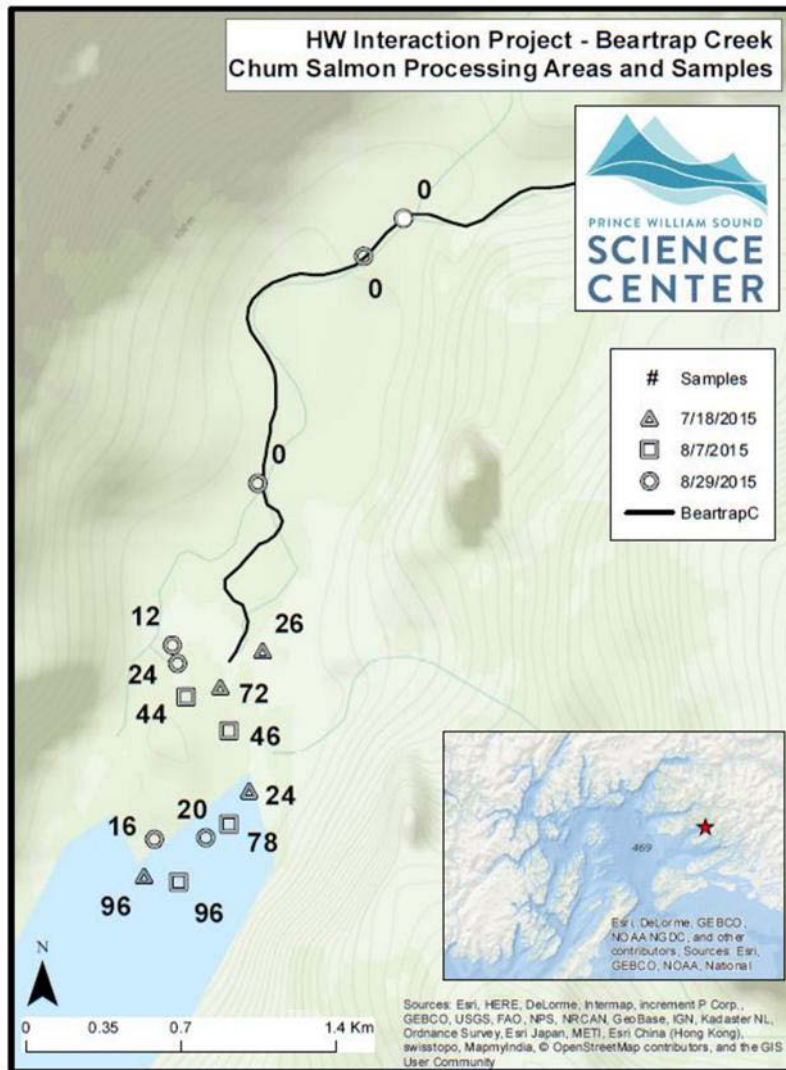 HW Interaction Project - Beartrap Creek
Chum Salmon Processing Areas and Samples
PRINCE WILLIAM SOUND
SCIENCE
CENTER
0
0
# Samples
7/18/2015
8/7/2015
8/29/2015
BeartrapC
0
12
26
24
72
44
46
24
20
16
78
96
96
469
Esri, DeLorme, GEBCO,
NOAA NGDC, and other
contributors, Sources: Esri,
GEBCO, NOAA, National
N
0 0.35 0.7 1.4 Km
Sources: Esri, HERE, DeLorme, Intermap, increment P Corp.,
GEBCO, USGS, FAO, NPS, NRCAN, GeoBase, IGN, Kadaster NL,
Ordnance Survey, Esri Japan, METI, Esri China (Hong Kong),
swisstopo, MapmyIndia, © OpenStreetMap contributors, and the GIS
User Community